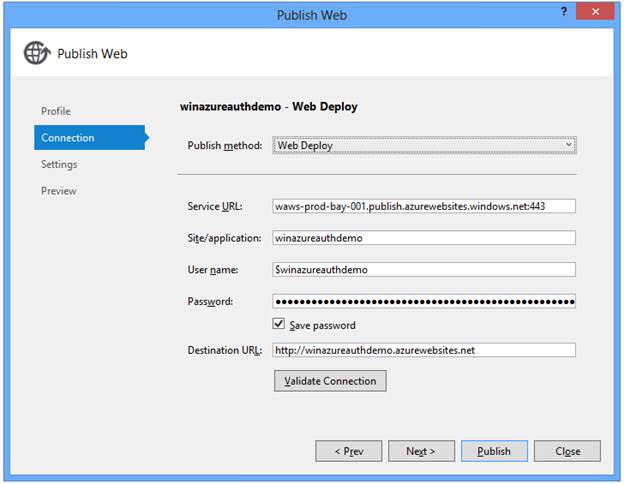 Publish Web
? ×
Publish Web
Profile
Connection
Settings
Preview
winazureauthdemo - Web Deploy
Publish method: Web Deploy
Service URL: waws-prod-bay-001.publish.azurewebsites.windows.net:443
Site/application: winazureauthdemo
User name: $winazureauthdemo
Password: ●●●●●●●●●●●●●●●●●●●●●●●●●●●●●●●●●●●●●●●●●●●●●●●●●●
Save password
Destination URL: http://winazureauthdemo.azurewebsites.net
Validate Connection
< Prev Next > Publish Close